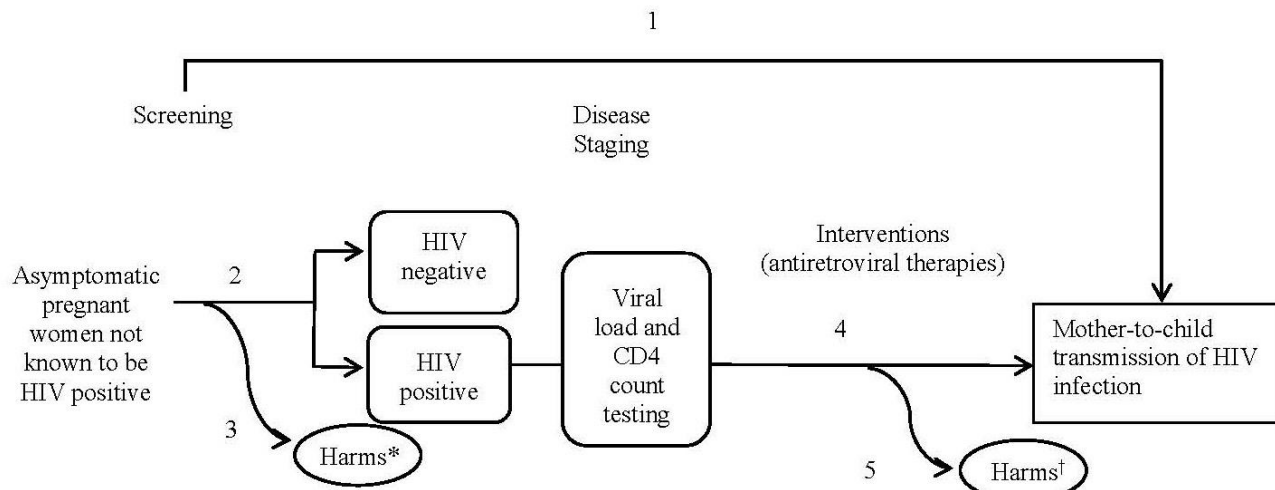 1
Screening
Disease
Staging
Asymptomatic
pregnant
women not
known to be
HIV positive
2
3
HIV
negative
HIV
positive
Harms*
Viral
load and
CD4
count
testing
Interventions
(antiretroviral therapies)
4
5
Harms†
Mother-to-child
transmission of HIV
infection